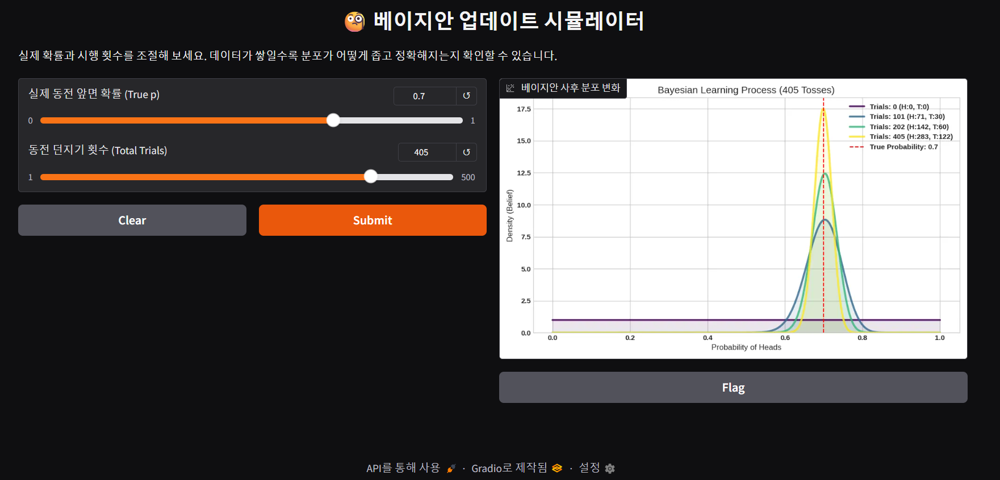 🧐 베이지안 업데이트 시뮬레이터
실제 확률과 시행 횟수를 조절해 보세요. 데이터가 쌓일수록 분포가 어떻게 좁고 정확해지는지 확인할 수 있습니다.
실제 동전 앞면 확률 (True p)
0.7
↺
0
1
동전 던지기 횟수 (Total Trials)
405
↺
1
500
Clear
Submit
베이지안 사후 분포 변화
Bayesian Learning Process (405 Tosses)
Trials: 0 (H:0, T:0)
Trials: 101 (H:71, T:30)
Trials: 202 (H:142, T:60)
Trials: 405 (H:283, T:122)
True Probability: 0.7
Density (Belief)
17.5
15.0
12.5
10.0
7.5
5.0
2.5
0.0
0.0 0.2 0.4 0.6 0.8 1.0
Probability of Heads
Flag
API를 통해 사용 🚀 · Gradio로 제작됨 · 설정 ⚙